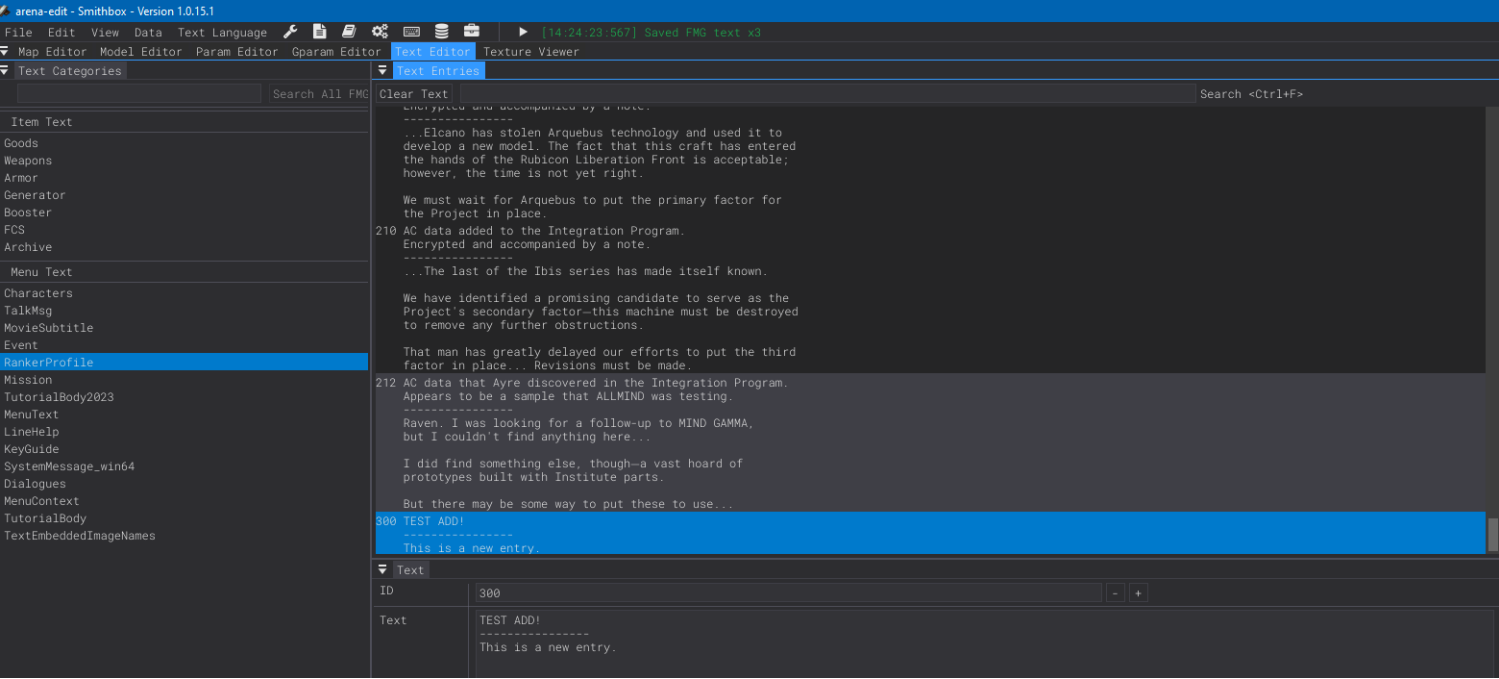 arena-edit - Smithbox - Version 1.0.15.1
File Edit View Data Text Language [14:24:23:567] Saved FMG text x3
Map Editor Model Editor Param Editor Gparam Editor Text Editor Texture Viewer
Text Categories
Search All FMG
Item Text
Goods
Weapons
Armor
Generator
Booster
FCS
Archive
Menu Text
Characters
TalkMsg
MovieSubtitle
Event
RankerProfile
Mission
TutorialBody2023
MenuText
LineHelp
KeyGuide
SystemMessage_win64
Dialogues
MenuContext
TutorialBody
TextEmbeddedImageNames
Text Entries
Clear Text Search <Ctrl+F>
Encrypted and accompanied by a note.
----------------
...Elcano has stolen Arquebus technology and used it to
develop a new model. The fact that this craft has entered
the hands of the Rubicon Liberation Front is acceptable;
however, the time is not yet right.
We must wait for Arquebus to put the primary factor for
the Project in place.
210 AC data added to the Integration Program.
Encrypted and accompanied by a note.
----------------
...The last of the Ibis series has made itself known.
We have identified a promising candidate to serve as the
Project's secondary factor—this machine must be destroyed
to remove any further obstructions.
That man has greatly delayed our efforts to put the third
factor in place... Revisions must be made.
212 AC data that Ayre discovered in the Integration Program.
Appears to be a sample that ALLMIND was testing.
----------------
Raven. I was looking for a follow-up to MIND GAMMA,
but I couldn't find anything here...
I did find something else, though—a vast hoard of
prototypes built with Institute parts.
But there may be some way to put these to use...
300 TEST ADD!
----------------
This is a new entry.
Text
ID 300 - +
Text TEST ADD!
----------------
This is a new entry.